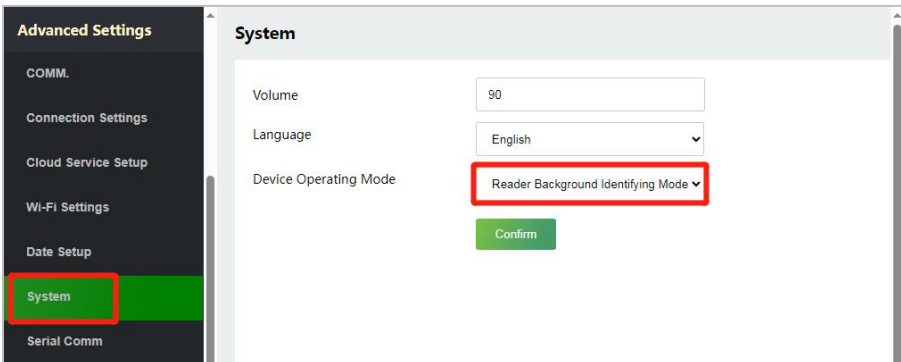 Advanced Settings
COMM.
Connection Settings
Cloud Service Setup
Wi-Fi Settings
Date Setup
System
Serial Comm
System
Volume 90
Language English
Device Operating Mode Reader Background Identifying Mode
Confirm